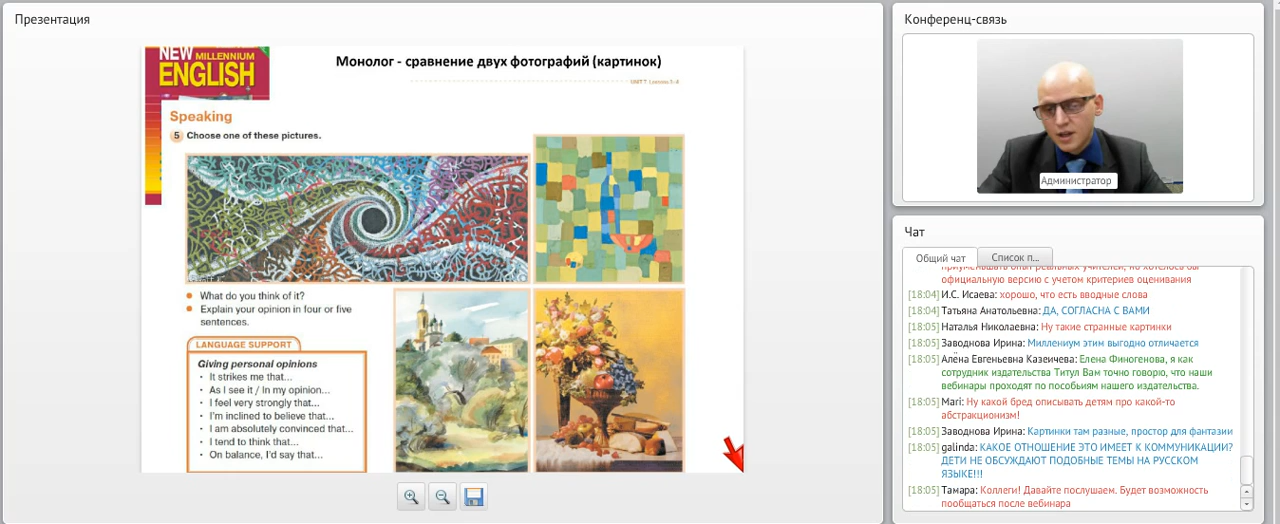 Презентация
NEW MILLENNIUM
ENGLISH
Монолог - сравнение двух фотографий (картинок)
Speaking
5 Choose one of these pictures.
• What do you think of it?
• Explain your opinion in four or five
sentences.
LANGUAGE SUPPORT
Giving personal opinions
• It strikes me that...
• As I see it / In my opinion...
• I feel very strongly that...
• I'm inclined to believe that...
• I am absolutely convinced that...
• I tend to think that...
• On balance, I'd say that...
Конференц-связь
Администратор
Чат
Общий чат
Список п...
официальную версию с учетом критериев оценивания
[18:04] И.С. Исаева: хорошо, что есть вводные слова
[18:04] Татьяна Анатольевна: ДА, СОГЛАСНА С ВАМИ
[18:05] Наталья Николаевна: Ну такие странные картинки
[18:05] Заводнова Ирина: Миллениум этим выгодно отличается
[18:05] Алёна Евгеньевна Казеичева: Елена Финогенова, я как
сотрудник издательства Титул Вам точно говорю, что наши
вебинары проходят по пособьиям нашего издательства.
[18:05] Mari: Ну какой бред описывать детям про какой-то
абстракционизм!
[18:05] Заводнова Ирина: Картинки там разные, простор для фантазии
[18:05] galinda: КАКОЕ ОТНОШЕНИЕ ЭТО ИМЕЕТ К КОММУНИКАЦИИ?
ДЕТИ НЕ ОБСУЖДАЮТ ПОДОБНЫЕ ТЕМЫ НА РУССКОМ
ЯЗЫКЕ!!!
[18:05] Тамара: Коллеги! Давайте послушаем. Будет возможность
пообщаться после вебинара